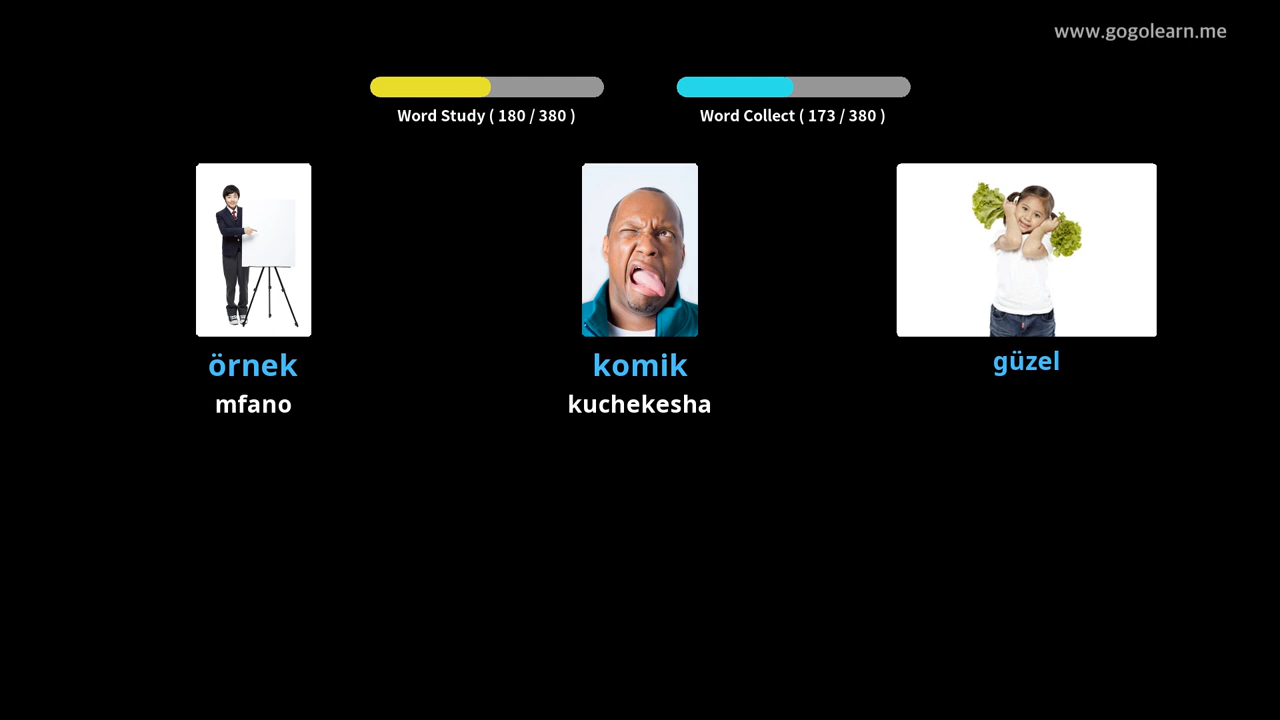 www.gogolearn.me
Word Study ( 180 / 380 )
Word Collect ( 173 / 380 )
örnek
mfano
komik
kuchekesha
güzel